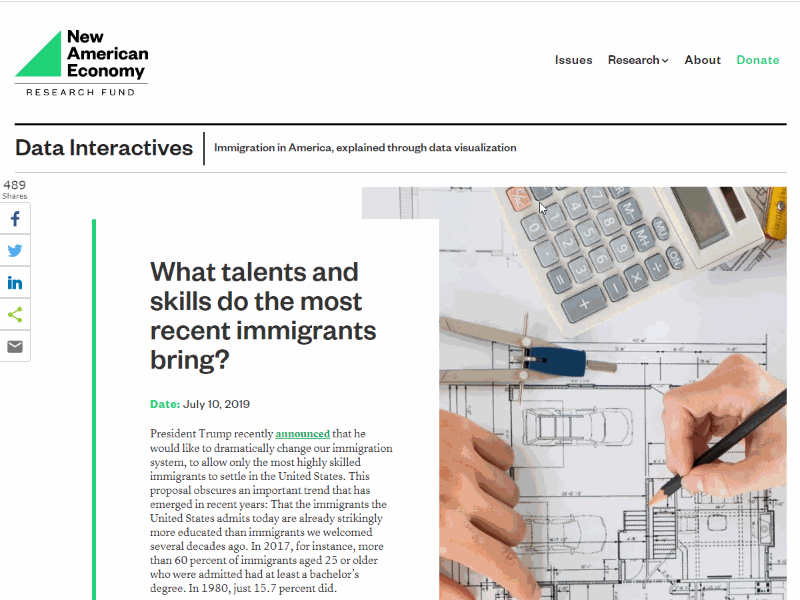 New
American
Economy
RESEARCH FUND
Issues Research About Donate
Data Interactives
Immigration in America, explained through data visualization
489
Shares
What talents and
skills do the most
recent immigrants
bring?
Date: July 10, 2019
President Trump recently announced that he
would like to dramatically change our immigration
system, to allow only the most highly skilled
immigrants to settle in the United States. This
proposal obscures an important trend that has
emerged in recent years: That the immigrants the
United States admits today are already strikingly
more educated than immigrants we welcomed
several decades ago. In 2017, for instance, more
than 60 percent of immigrants aged 25 or older
who were admitted had at least a bachelor's
degree. In 1980, just 15.7 percent did.